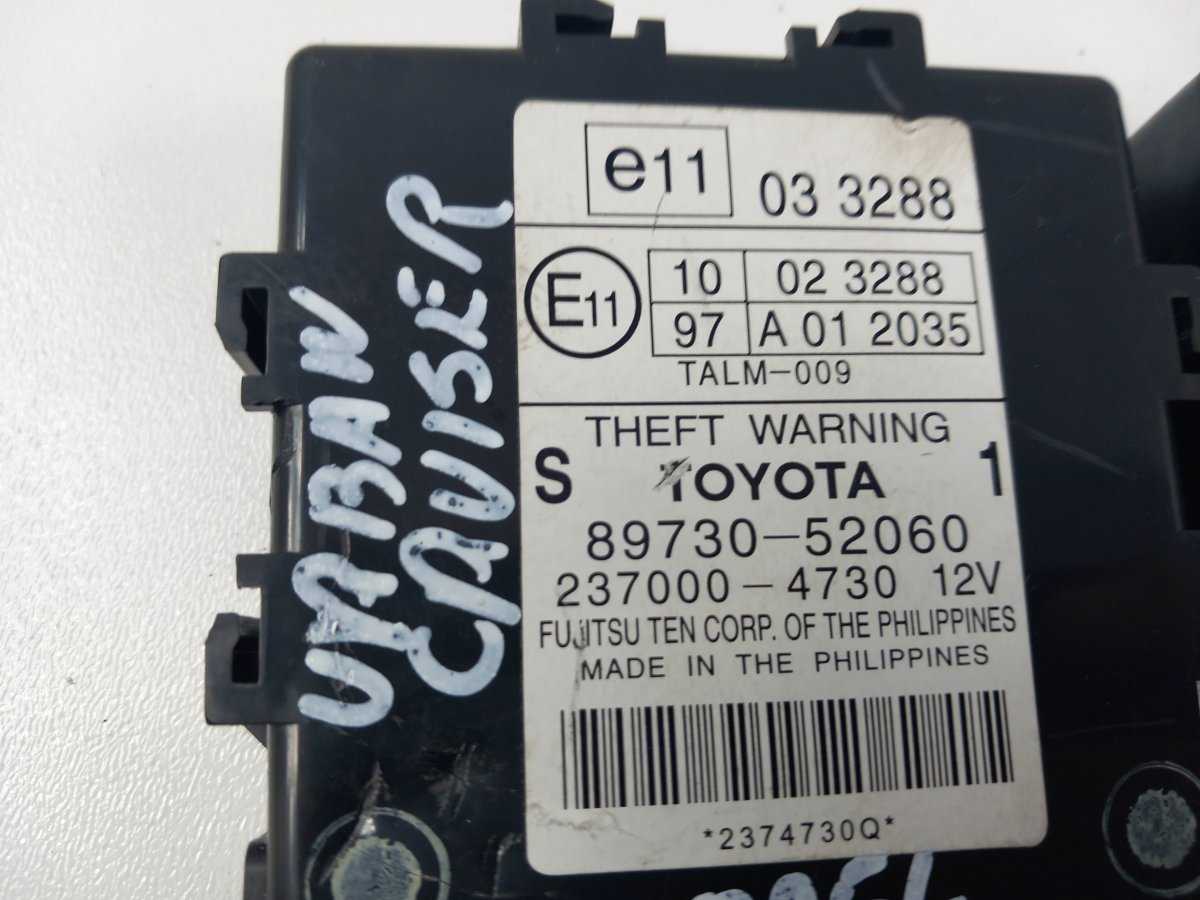 e11 03 3288
E11 10 02 3288
97 A 01 2035
TALM-009
THEFT WARNING
S TOYOTA 1
89730-52060
237000-4730 12V
FUJITSU TEN CORP. OF THE PHILIPPINES
MADE IN THE PHILIPPINES
*2374730Q*
URBAN
CRUISER